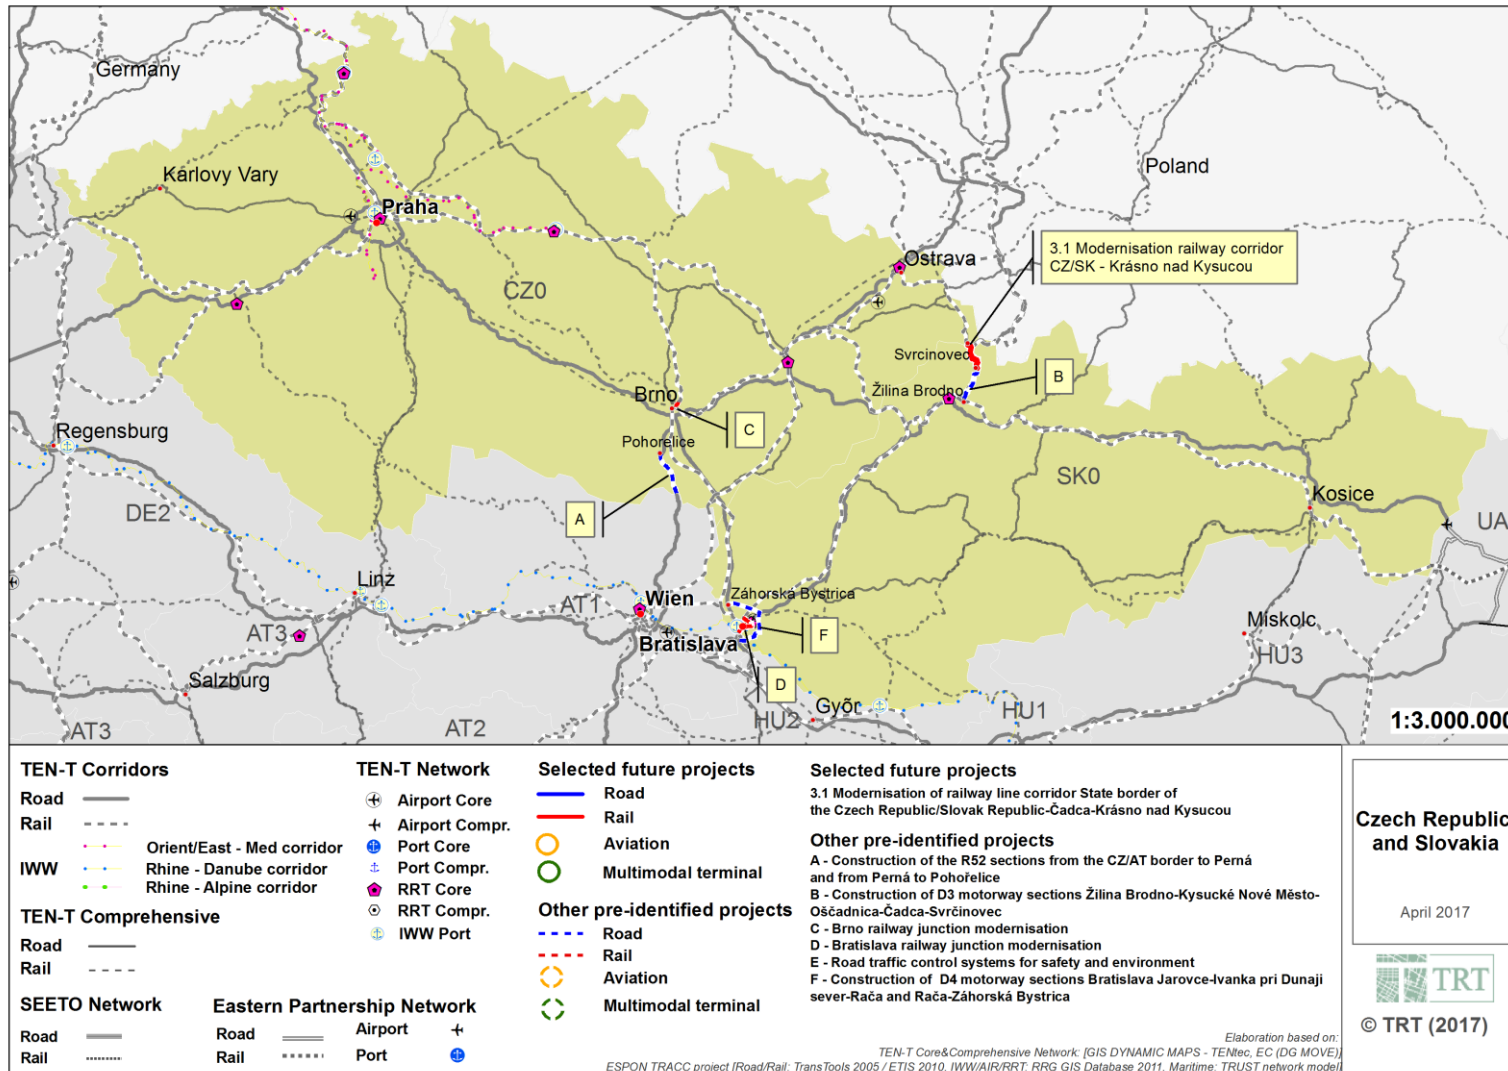 Germany
Poland
Kárlovy Vary
Praha
Ostrava
3.1 Modernisation railway corridor
CZ/SK - Krásno nad Kysucou
CZ0
Svrcinovec
B
Žilina Brodno
Brno
C
Regensburg
Pohorelice
SK0
Kosice
DE2
A
UA
Linz
AT1
Wien
Záhorská Bystrica
Miskolc
AT3
Bratislava
F
HU3
Salzburg
D
AT3
AT2
HU2
Györ
HU1
1:3.000.000
TEN-T Corridors
Road
Rail
Orient/East - Med corridor
IWW
Rhine - Danube corridor
Rhine - Alpine corridor
TEN-T Comprehensive
Road
Rail
SEETO Network
Road
Rail
Eastern Partnership Network
Road
Rail
Airport
Port
TEN-T Network
Airport Core
Airport Compr.
Port Core
Port Compr.
RRT Core
RRT Compr.
IWW Port
Selected future projects
Road
Rail
Aviation
Multimodal terminal
Other pre-identified projects
Road
Rail
Aviation
Multimodal terminal
Selected future projects
3.1 Modernisation of railway line corridor State border of
the Czech Republic/Slovak Republic-Čadca-Krásno nad Kysucou
Other pre-identified projects
A - Construction of the R52 sections from the CZ/AT border to Perná
and from Perná to Pohořelice
B - Construction of D3 motorway sections Žilina Brodno-Kysucké Nové Město-
Oščadnica-Čadca-Svrčinovec
C - Brno railway junction modernisation
D - Bratislava railway junction modernisation
E - Road traffic control systems for safety and environment
F - Construction of D4 motorway sections Bratislava Jarovce-Ivanka pri Dunaji
sever-Rača and Rača-Záhorská Bystrica
Elaboration based on:
TEN-T Core&Comprehensive Network: [GIS DYNAMIC MAPS - TENtec, EC (DG MOVE)]
ESPON TRACC project [Road/Rail: TransTools 2005 / ETIS 2010, IWW/AIR/RRT: RRG GIS Database 2011, Maritime: TRUST network model]
Czech Republic
and Slovakia
April 2017
TRT
© TRT (2017)